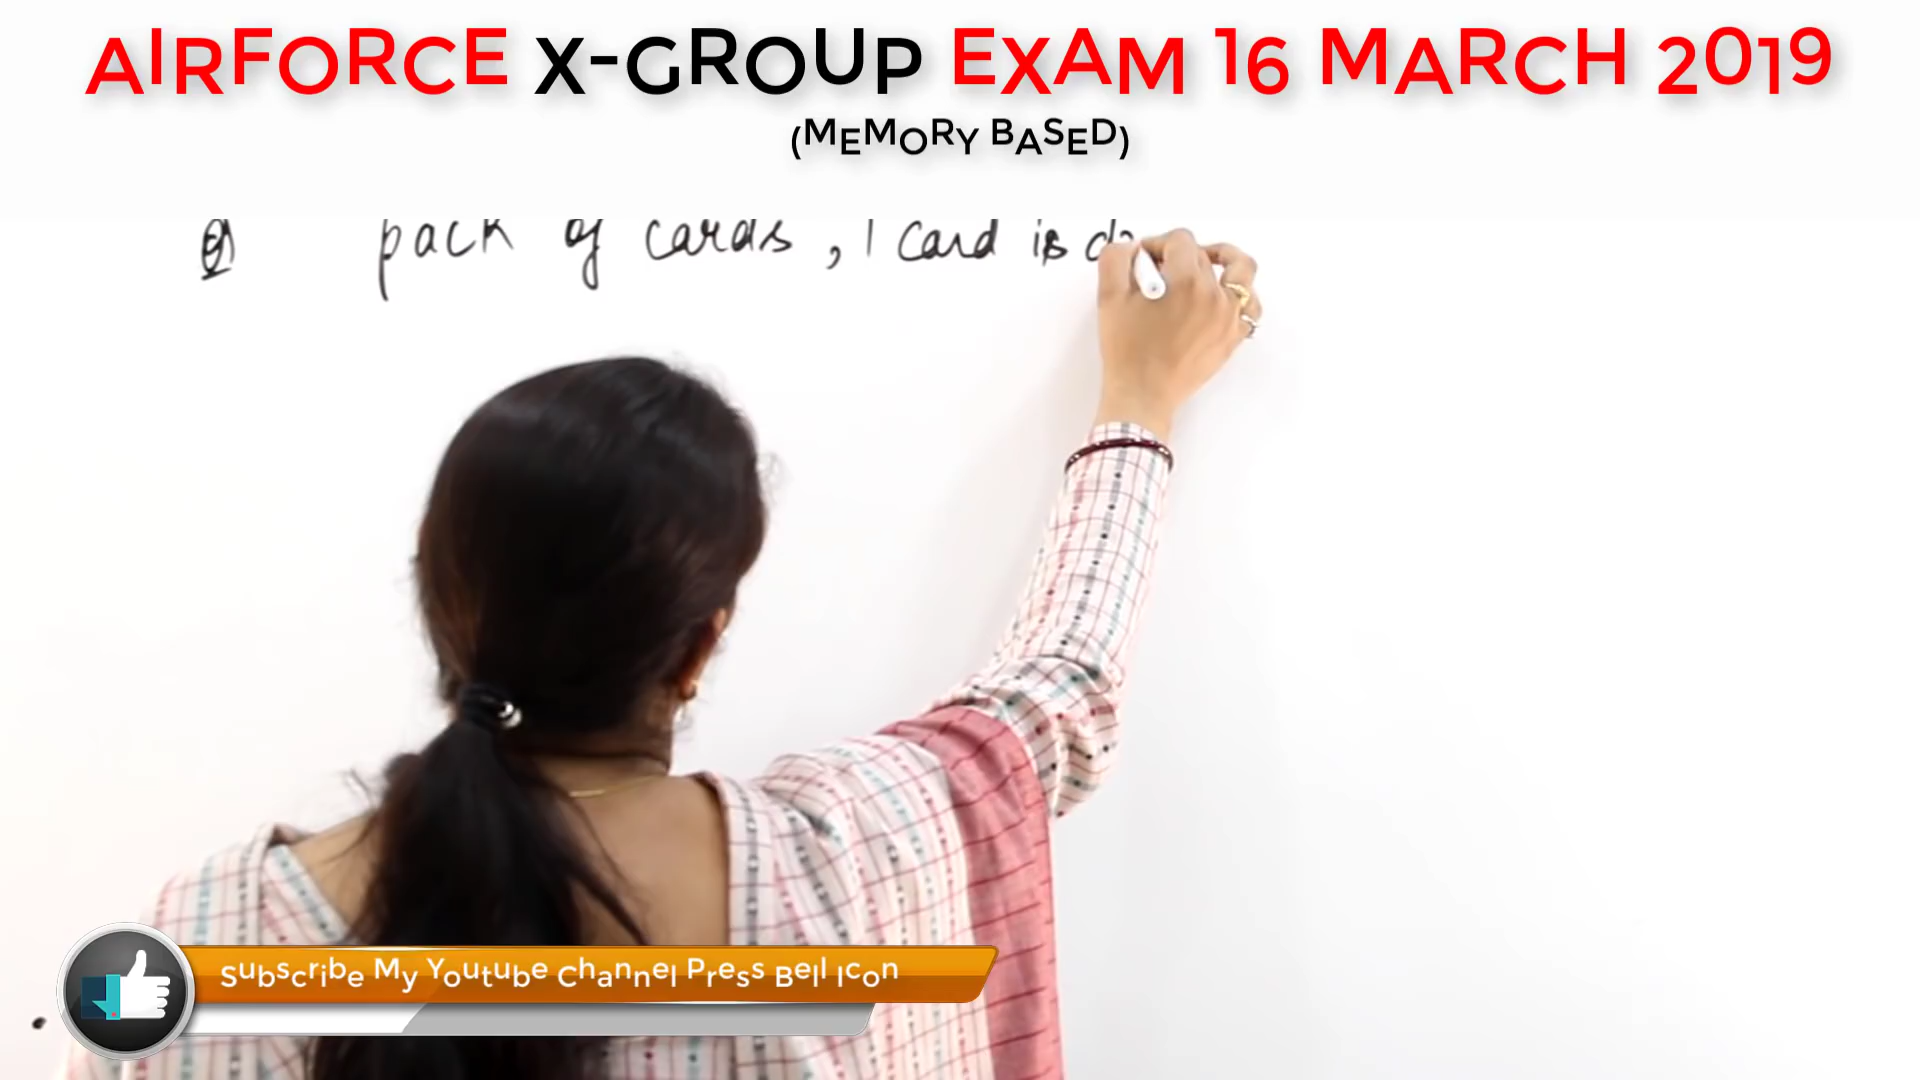 AIRFORCE X-GROUP EXAM 16 MARCH 2019
(MEMORY BASED)
Q pack of cards, 1 card is
Subscribe My Youtube Channel Press Bell Icon